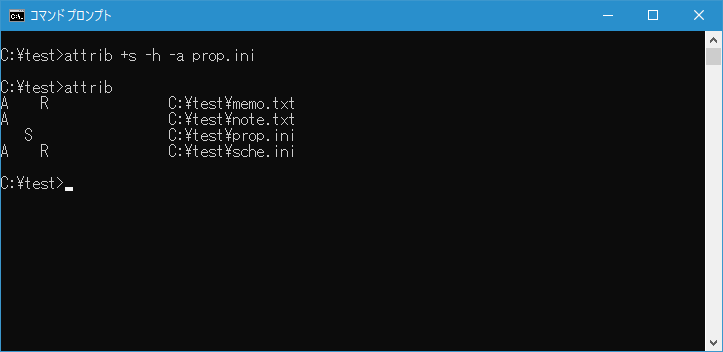 コマンドプロンプト
C:¥test>attrib +s -h -a prop.ini
C:¥test>attrib
A    R               C:¥test¥memo.txt
A                    C:¥test¥note.txt
   S                 C:¥test¥prop.ini
A    R               C:¥test¥sche.ini
C:¥test>